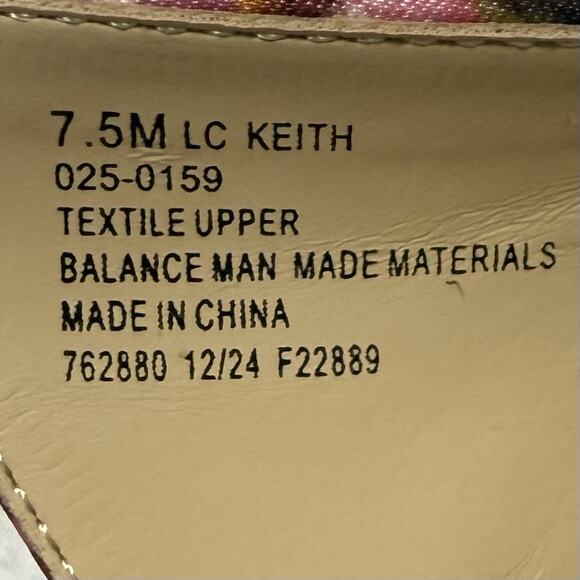 7.5M LC KEITH
025-0159
TEXTILE UPPER
BALANCE MAN MADE MATERIALS
MADE IN CHINA
762880 12/24 F22889